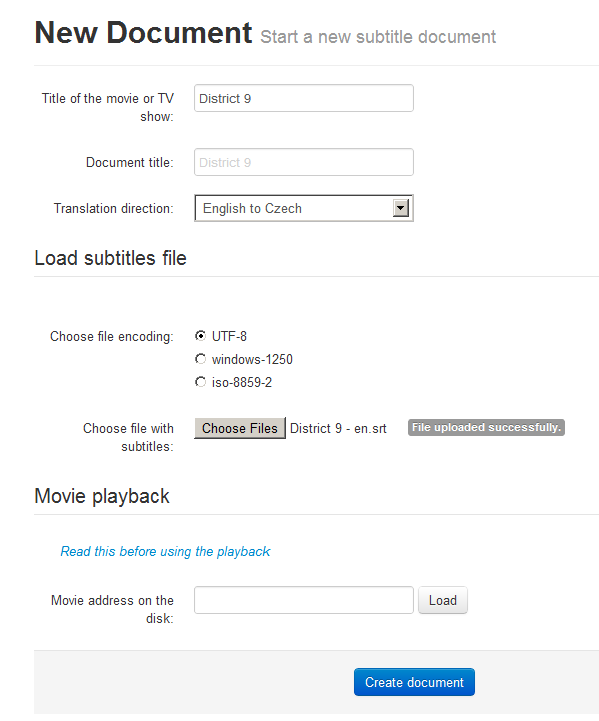 New Document Start a new subtitle document
Title of the movie or TV
show:
District 9
Document title:
District 9
Translation direction:
English to Czech
Load subtitles file
Choose file encoding:
UTF-8
windows-1250
iso-8859-2
Choose file with
subtitles:
Choose Files District 9 - en.srt File uploaded successfully.
Movie playback
Read this before using the playback
Movie address on the
disk:
Load
Create document